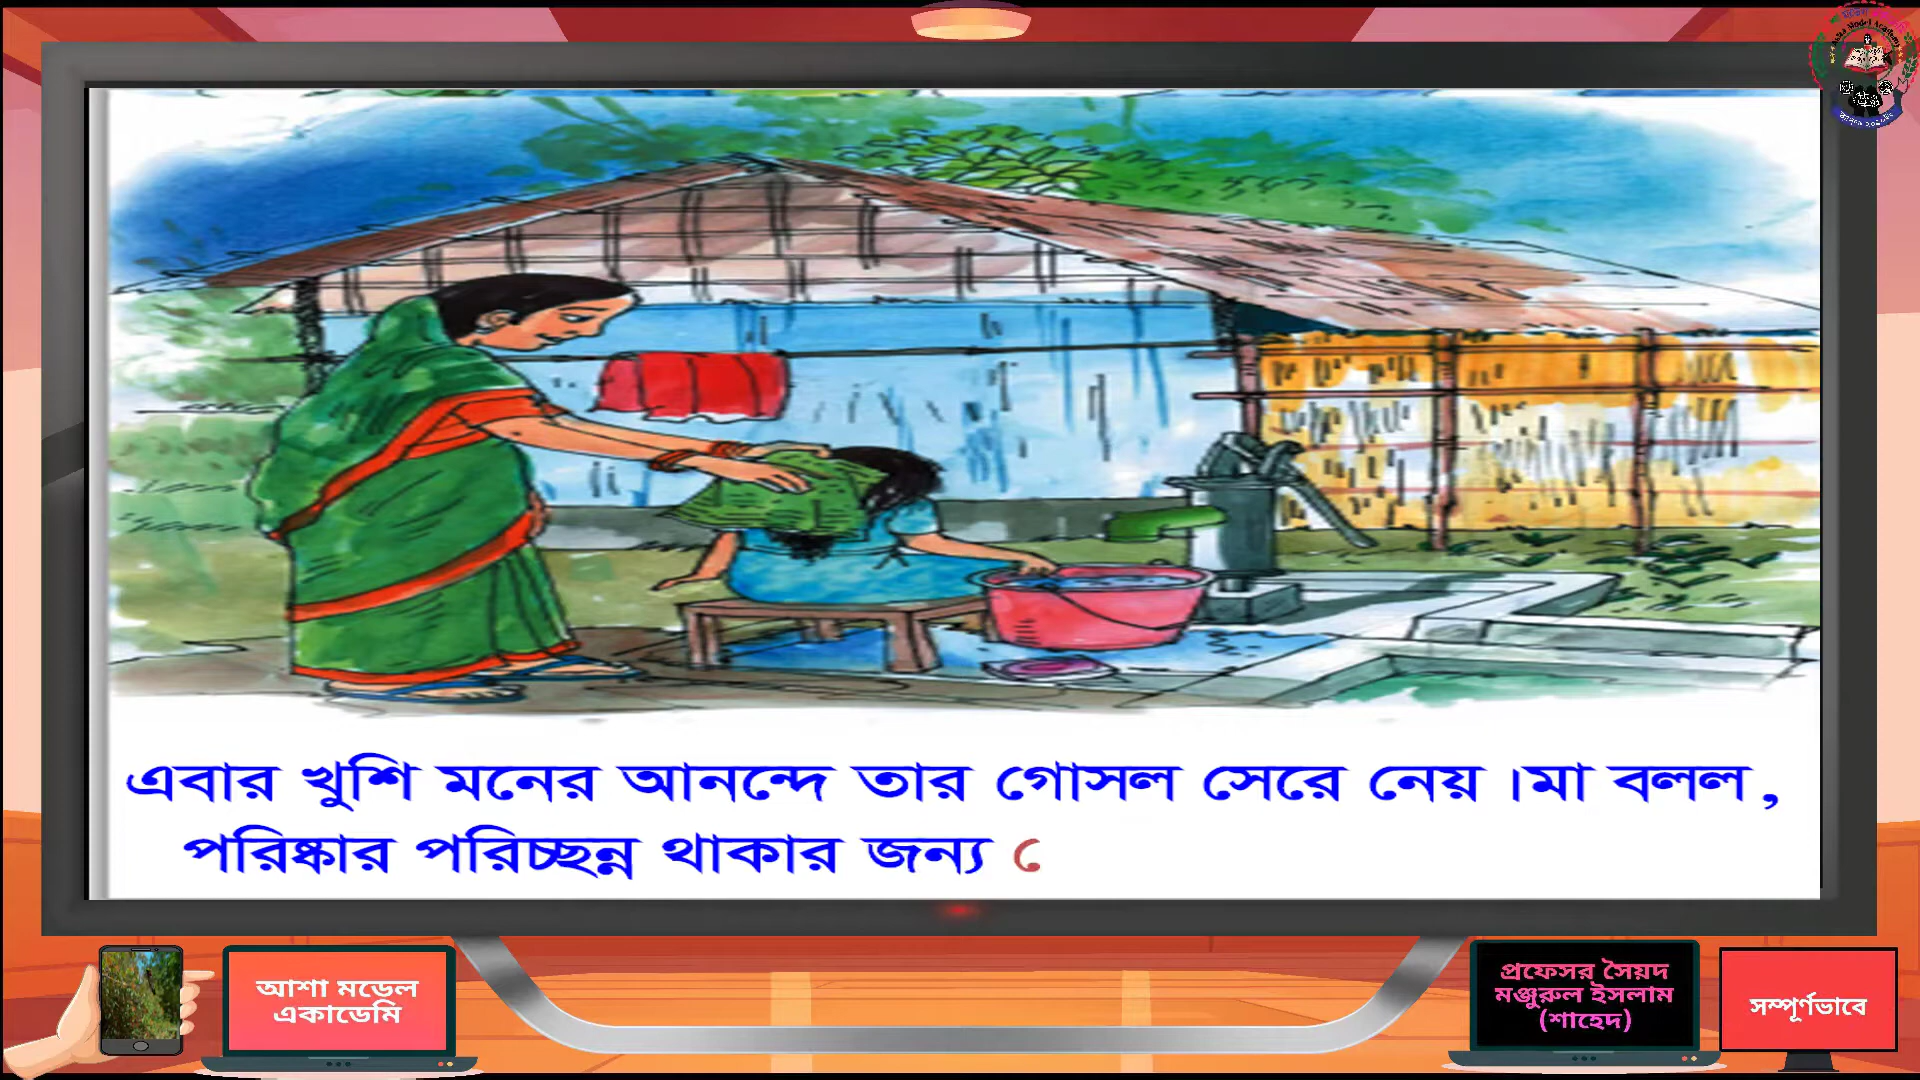 এবার খুশি মনের আনন্দে তার গোসল সেরে নেয় ।মা বলল,
পরিষ্কার পরিচ্ছন্ন থাকার জন্য ে
আশা মডেল
একাডেমি
প্রফেসর সৈয়দ
মঞ্জুরুল ইসলাম
(শাহেদ)
সম্পূর্ণভাবে